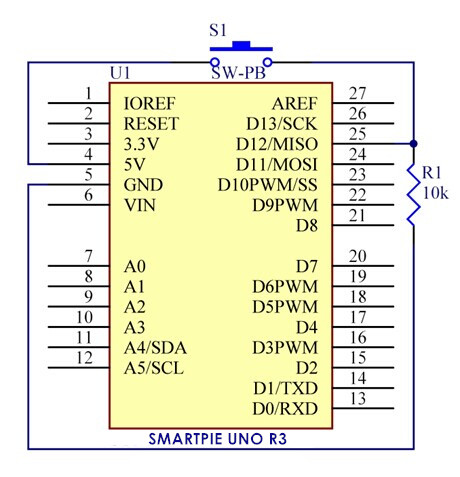 S1
SW-PB
U1
1 IOREF AREF 27
2 RESET D13/SCK 26
3 3.3V D12/MISO 25
4 5V D11/MOSI 24
5 GND D10PWM/SS 23
6 VIN D9PWM 22
D8 21
R1
10k
7 A0 D7 20
8 A1 D6PWM 19
9 A2 D5PWM 18
10 A3 D4 17
11 A4/SDA D3PWM 16
12 A5/SCL D2 15
D1/TXD 14
D0/RXD 13
SMARTPIE UNO R3